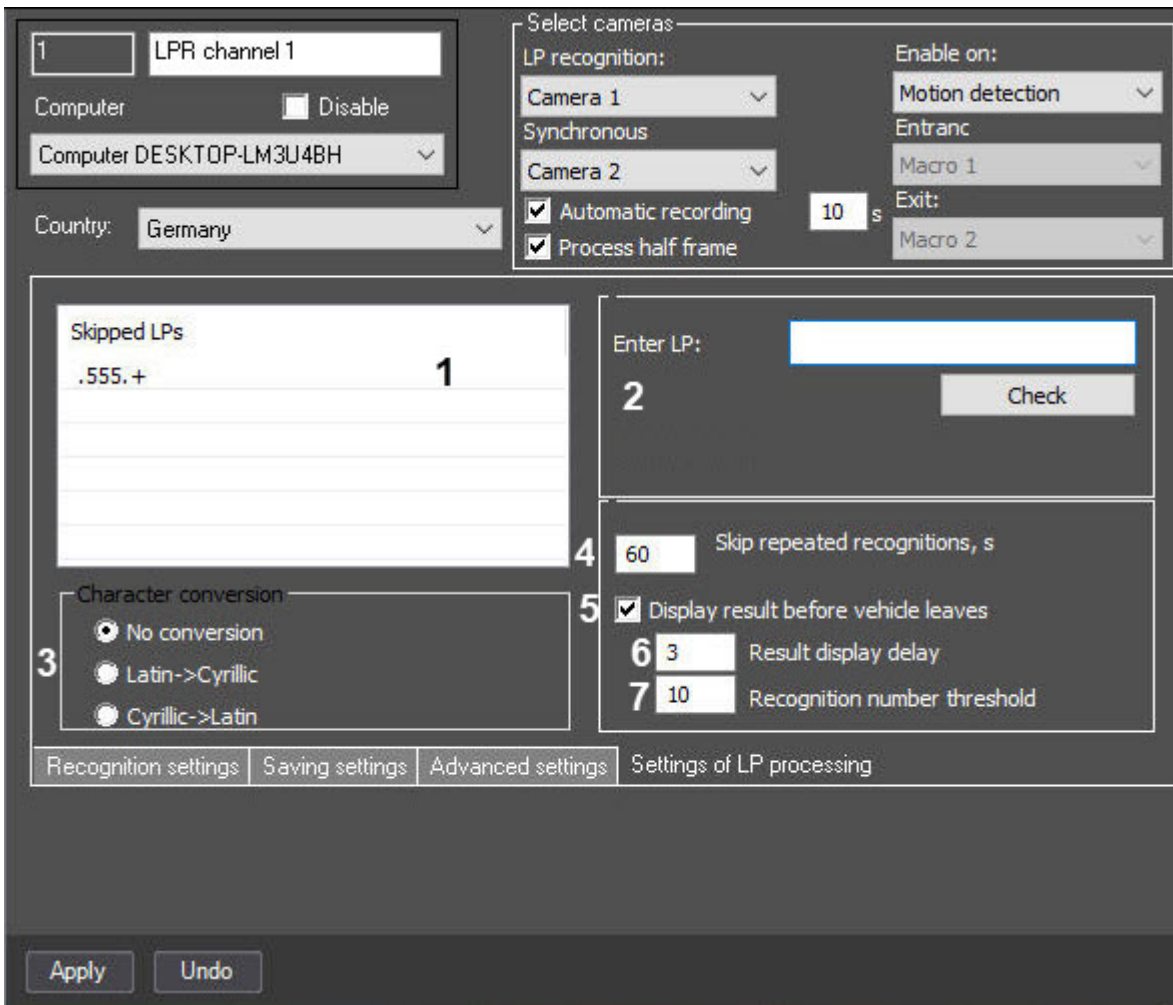 1
LPR channel 1
Computer
Disable
Computer DESKTOP-LM3U4BH
Country:
Germany
Select cameras
LP recognition:
Camera 1
Synchronous
Camera 2
Automatic recording
10 s
Process half frame
Enable on:
Motion detection
Entranc
Macro 1
Exit:
Macro 2
Skipped LPs
.555.+
1
Enter LP:
2
Check
3
Character conversion
No conversion
Latin->Cyrillic
Cyrillic->Latin
4 60 Skip repeated recognitions, s
5 Display result before vehicle leaves
6 3 Result display delay
7 10 Recognition number threshold
Recognition settings
Saving settings
Advanced settings
Settings of LP processing
Apply
Undo